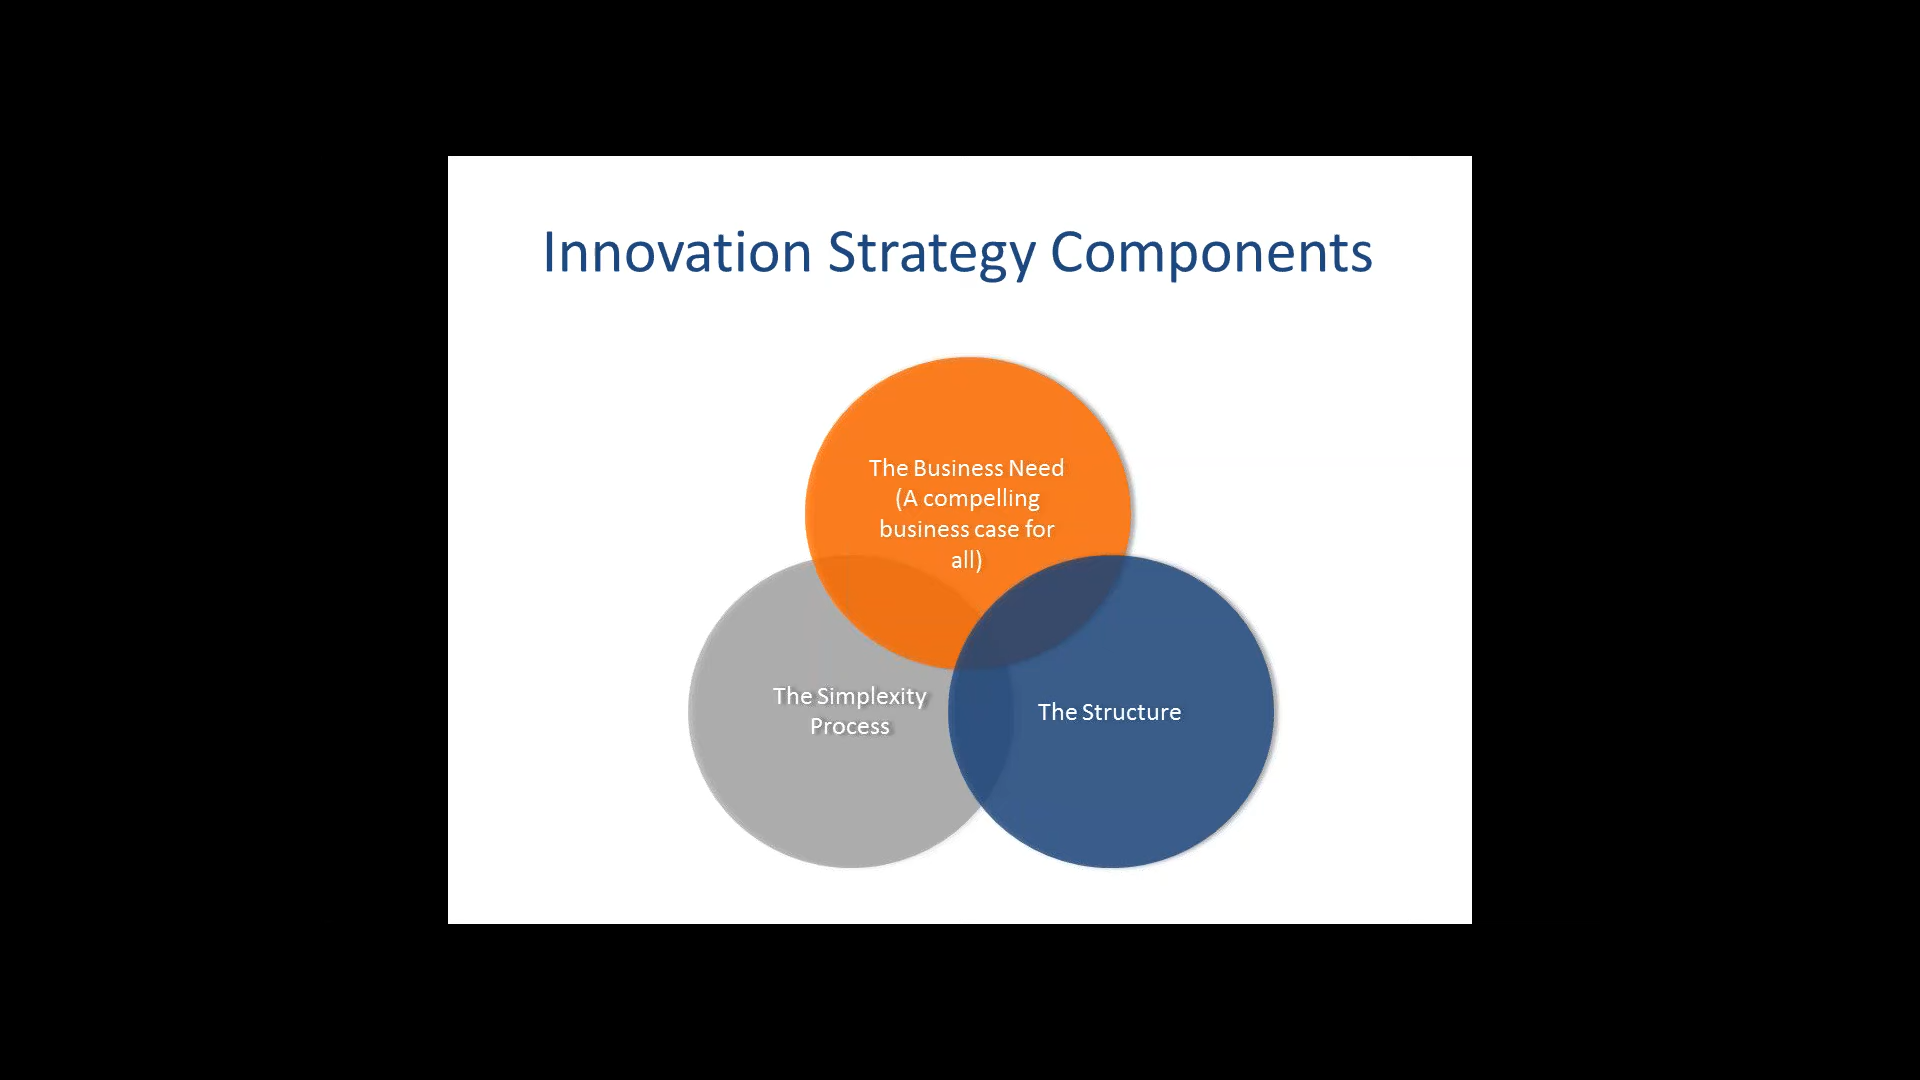 Innovation Strategy Components
The Business Need
(A compelling
business case for
all)
The Simplexity
Process
The Structure